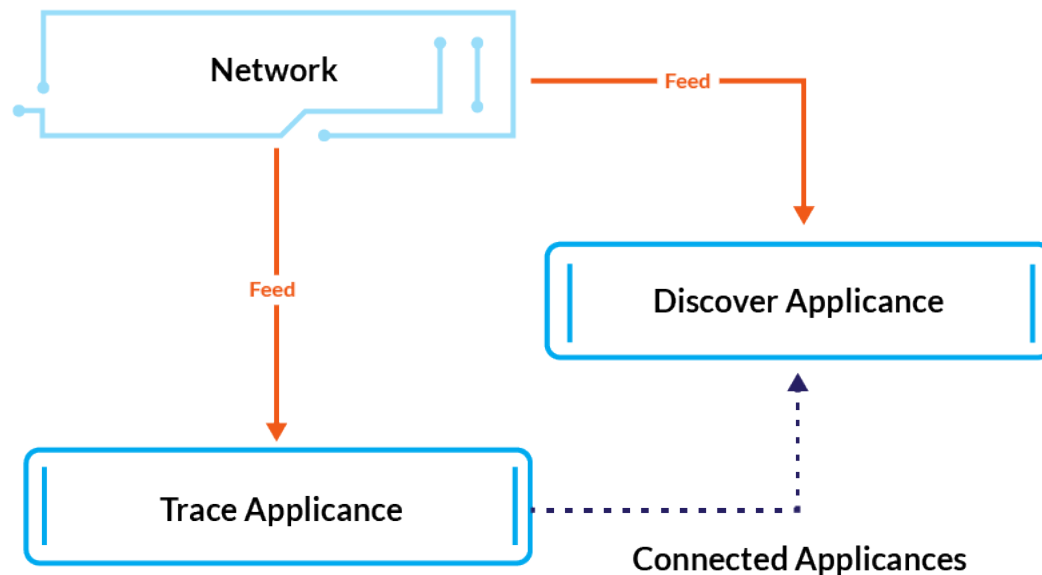 Network
Feed
Discover Applicance
Feed
Trace Applicance
Connected Applicances